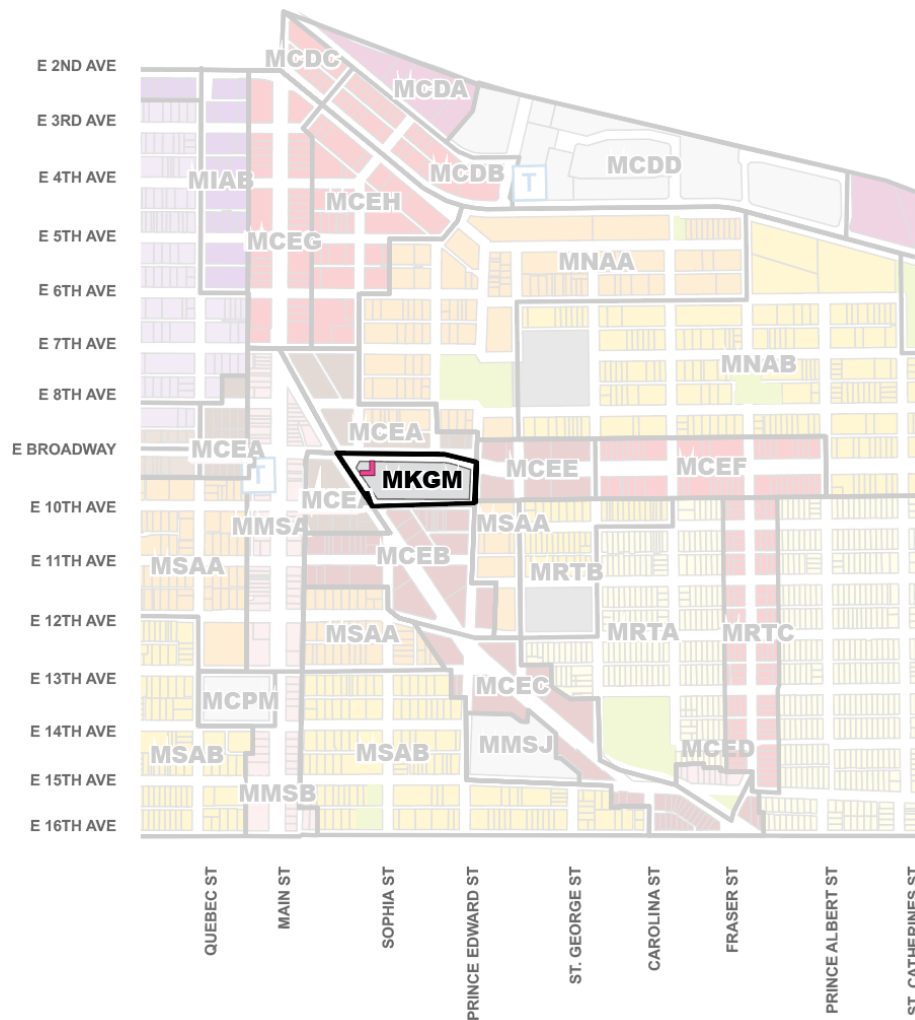 E 2ND AVE
MCDC
MCDA
E 3RD AVE
MCDD
MCDB
T
E 4TH AVE
MIAB
MCEH
E 5TH AVE
MCEG
MNAA
E 6TH AVE
E 7TH AVE
MNAB
E 8TH AVE
MCEA
E BROADWAY
MCEA
MCEE
MCEF
T
MKGM
MCEA
E 10TH AVE
MMSA
MSAA
E 11TH AVE
MCEB
MSAA
MRTB
E 12TH AVE
MSAA
MRTA
MRTC
E 13TH AVE
MCPM
MCEC
E 14TH AVE
MSAB
MSAB
MMSJ
MCED
E 15TH AVE
MMSB
E 16TH AVE
QUEBEC ST
MAIN ST
SOPHIA ST
PRINCE EDWARD ST
ST. GEORGE ST
CAROLINA ST
FRASER ST
PRINCE ALBERT ST
ST. CATHERINES ST